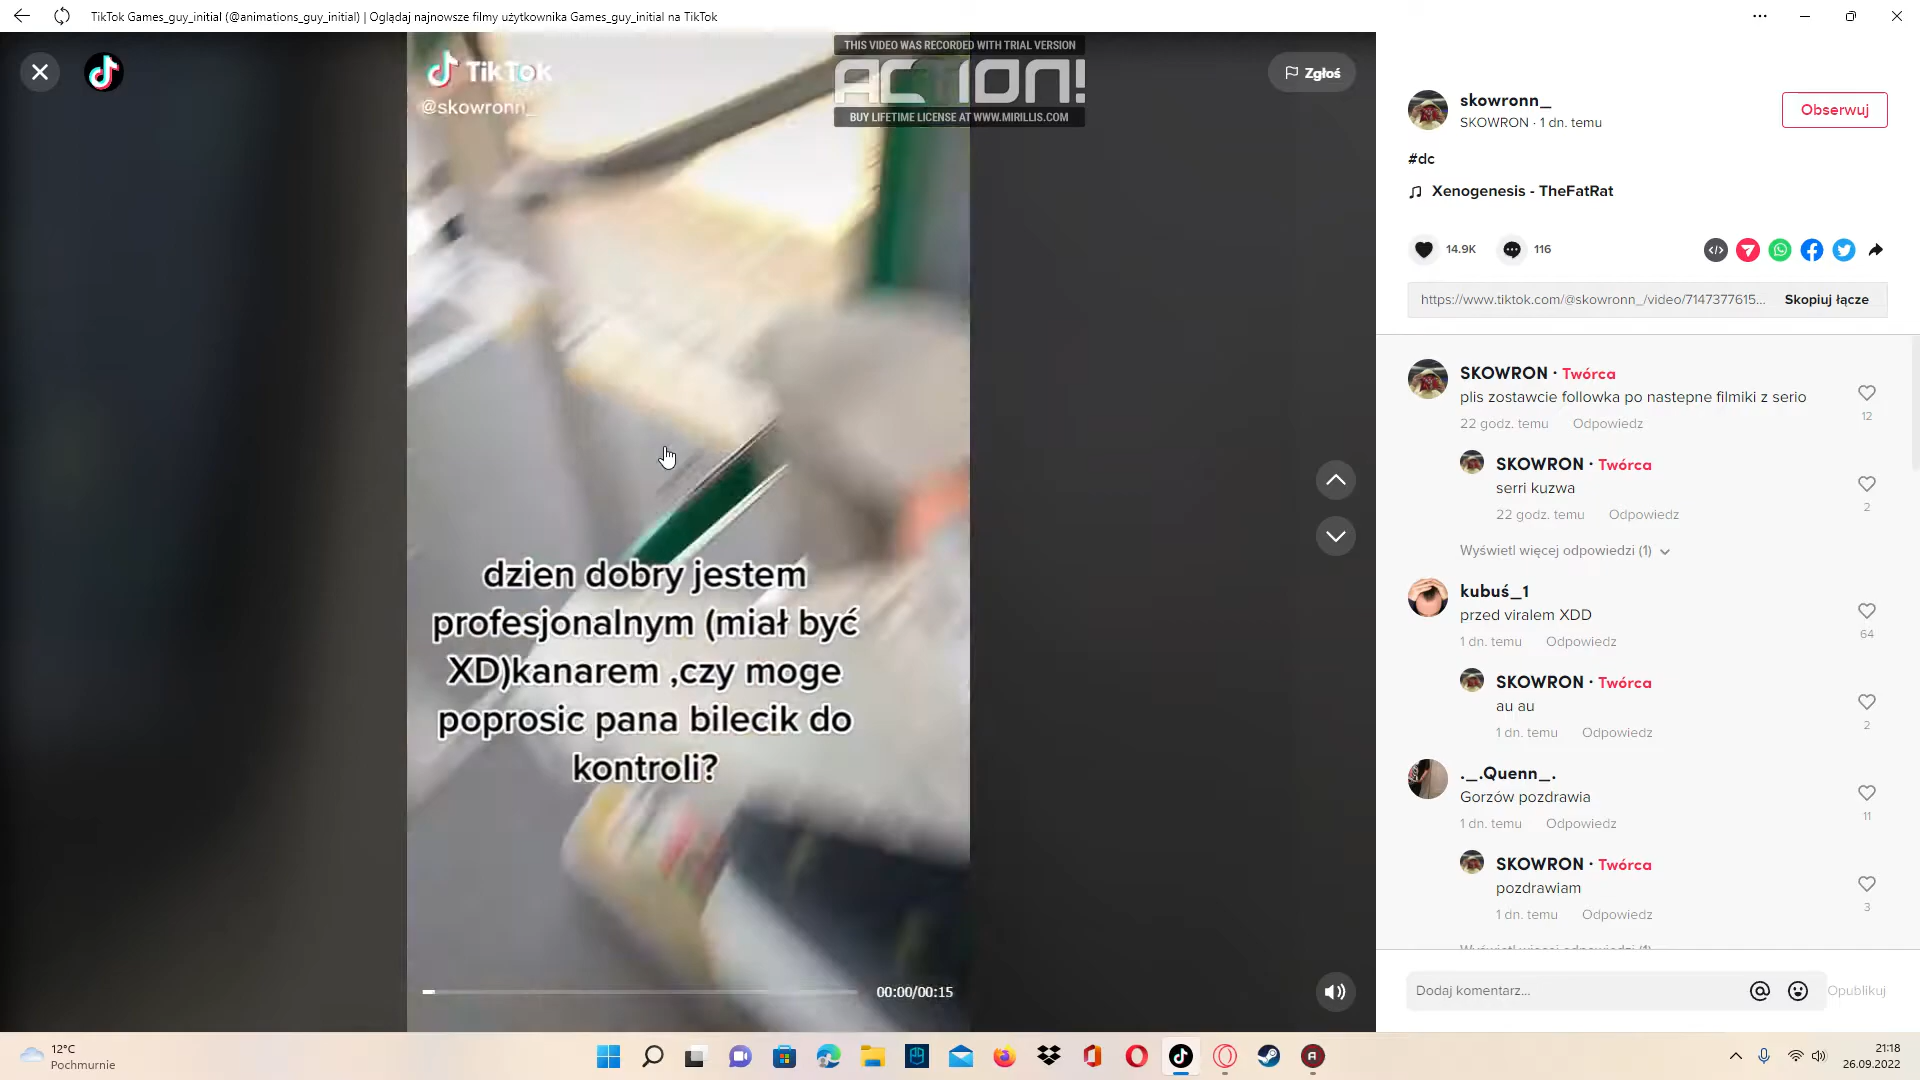 TikTok Games_guy_initial (@animations_guy_initial) | Oglądaj najnowsze filmy użytkownika Games_guy_initial na TikTok
TikTok
@skowronn_
THIS VIDEO WAS RECORDED WITH TRIAL VERSION
ACTION!
BUY LIFETIME LICENSE AT WWW.MIRILLIS.COM
Zgłoś
dzien dobry jestem
profesjonalnym (miał być
XD)kanarem ,czy moge
poprosic pana bilecik do
kontroli?
00:00/00:15
skowronn_
SKOWRON · 1 dn. temu
Obserwuj
#dc
Xenogenesis - TheFatRat
14.9K
116
https://www.tiktok.com/@skowronn_/video/7147377615...
Skopiuj łącze
SKOWRON · Twórca
plis zostawcie followka po nastepne filmiki z serio
12
22 godz. temu Odpowiedz
SKOWRON · Twórca
serri kuzwa
2
22 godz. temu Odpowiedz
Wyświetl więcej odpowiedzi (1)
kubuś_1
przed viralem XDD
64
1 dn. temu Odpowiedz
SKOWRON · Twórca
au au
2
1 dn. temu Odpowiedz
._.Quenn_.
Gorzów pozdrawia
11
1 dn. temu Odpowiedz
SKOWRON · Twórca
pozdrawiam
3
1 dn. temu Odpowiedz
Wyświetl więcej odpowiedzi (1)
Dodaj komentarz...
Opublikuj
12°C
Pochmurnie
21:18
26.09.2022